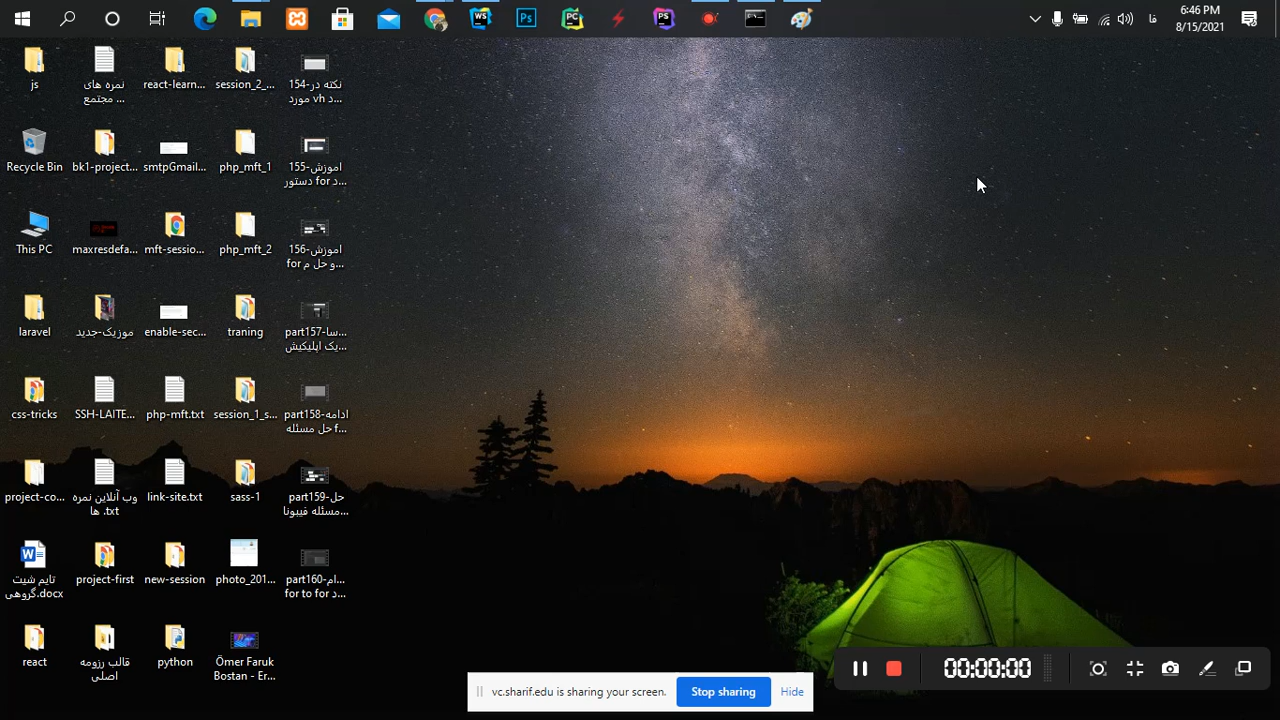 WS
Ps
PC
PS
فا
6:46 PM
8/15/2021
js
نمره های
مجتمع ...
react-learn...
session_2_...
154-نکته در
مورد vh د...
Recycle Bin
bk1-project...
smtpGmail...
php_mft_1
155-اموزش
دستور for د...
This PC
maxresdefa...
mft-sessio...
php_mft_2
156-اموزش
for و حل م...
laravel
موزیک-جدید
enable-sec...
traning
part157-سا...
یک اپلیکیش...
css-tricks
SSH-LAITE...
php-mft.txt
session_1_s...
part158-ادامه
حل مسئله f...
project-co...
وب آنلاین نمره
ها .txt
link-site.txt
sass-1
part159-حل
مسئله فیبونا...
تایم شیت
گروهی.docx
project-first
new-session
photo_201...
part160-ام...
for to for د...
react
قالب رزومه
اصلی
python
Ömer Faruk
Bostan - Er...
vc.sharif.edu is sharing your screen.
Stop sharing
Hide
00:00:00